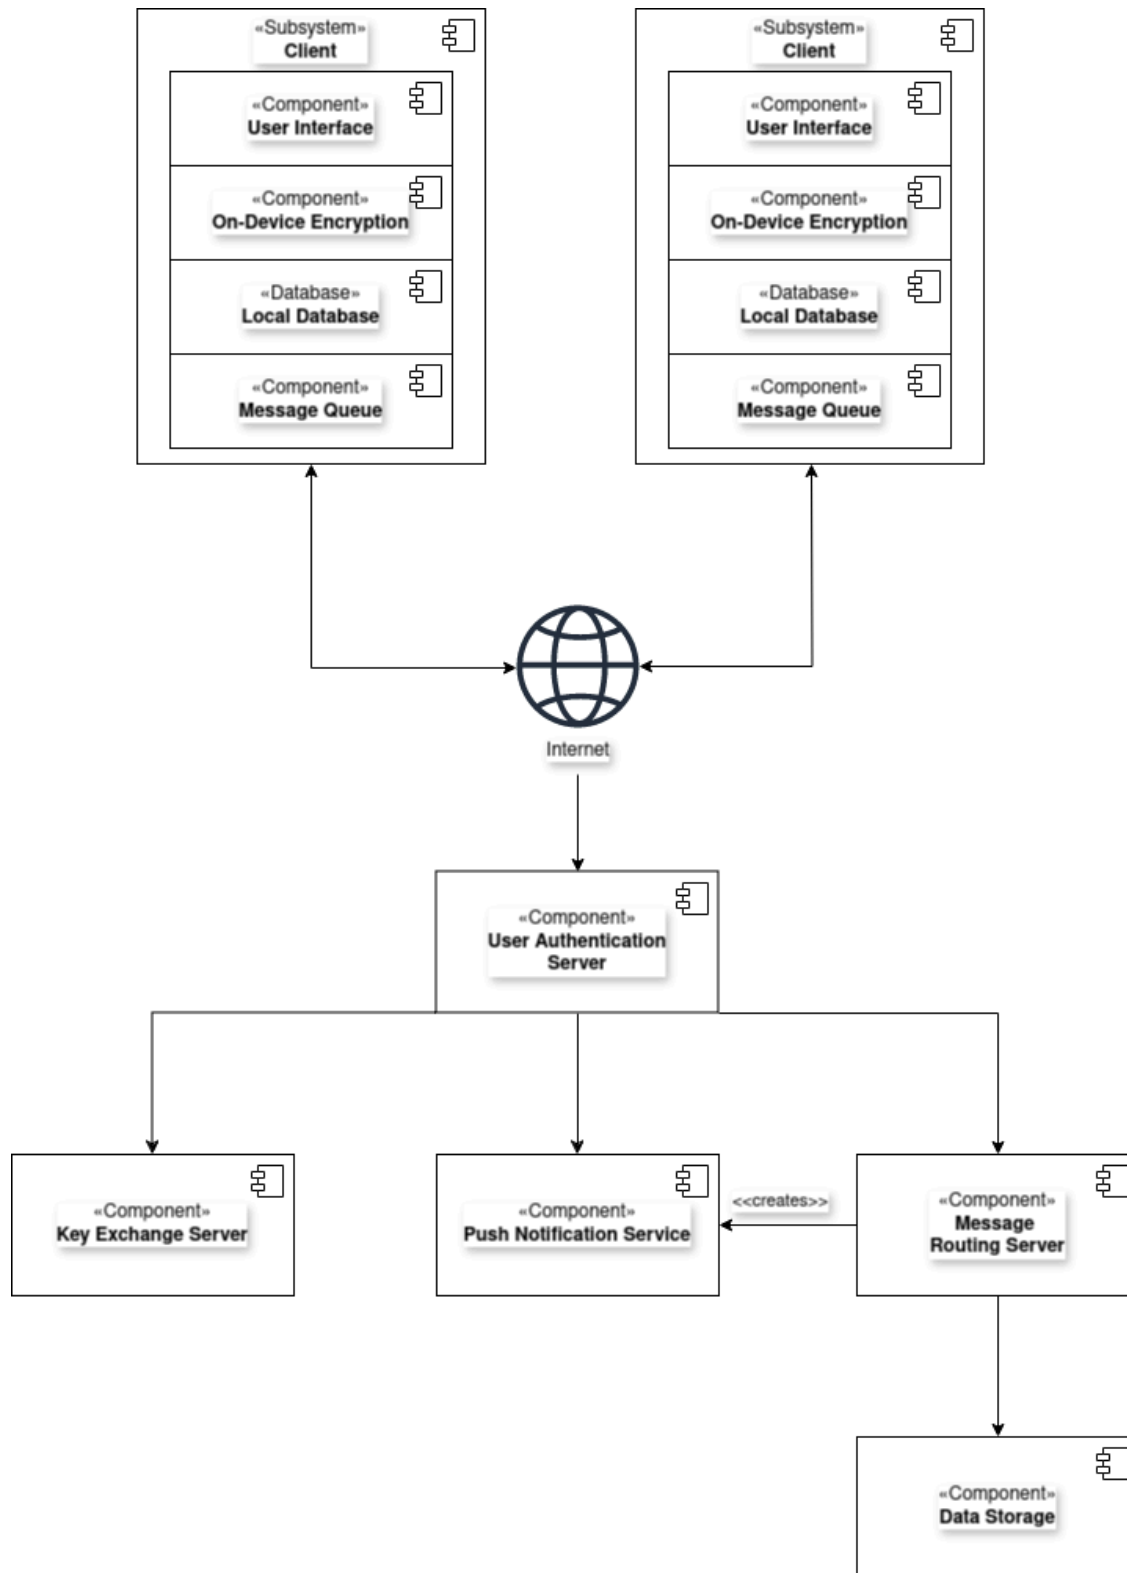 «Subsystem»
Client
«Component»
User Interface
«Component»
On-Device Encryption
«Database»
Local Database
«Component»
Message Queue
«Subsystem»
Client
«Component»
User Interface
«Component»
On-Device Encryption
«Database»
Local Database
«Component»
Message Queue
Internet
«Component»
User Authentication
Server
«Component»
Key Exchange Server
«Component»
Push Notification Service
<<creates>>
«Component»
Message
Routing Server
«Component»
Data Storage